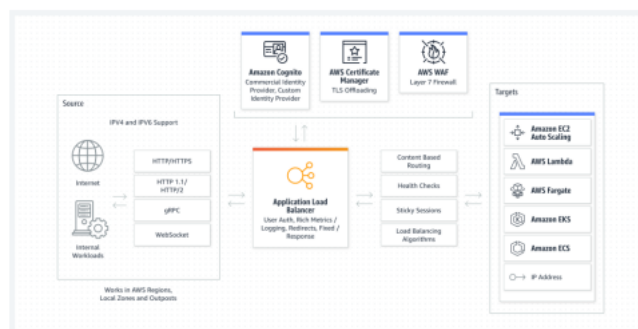 Amazon Cognito
Commercial Identity
Provider, Custom
Identity Provider
AWS Certificate
Manager
TLS Offloading
AWS WAF
Layer 7 Firewall
Source
IPV4 and IPV6 Support
Internet
Internal
Workloads
HTTP/HTTPS
HTTP 1.1/
HTTP/2
gRPC
WebSocket
Works in AWS Regions,
Local Zones and Outposts
Application Load
Balancer
User Auth, Rich Metrics /
Logging, Redirects, Fixed /
Response
Content Based
Routing
Health Checks
Sticky Sessions
Load Balancing
Algorithms
Targets
Amazon EC2
Auto Scaling
AWS Lambda
AWS Fargate
Amazon EKS
Amazon ECS
IP Address